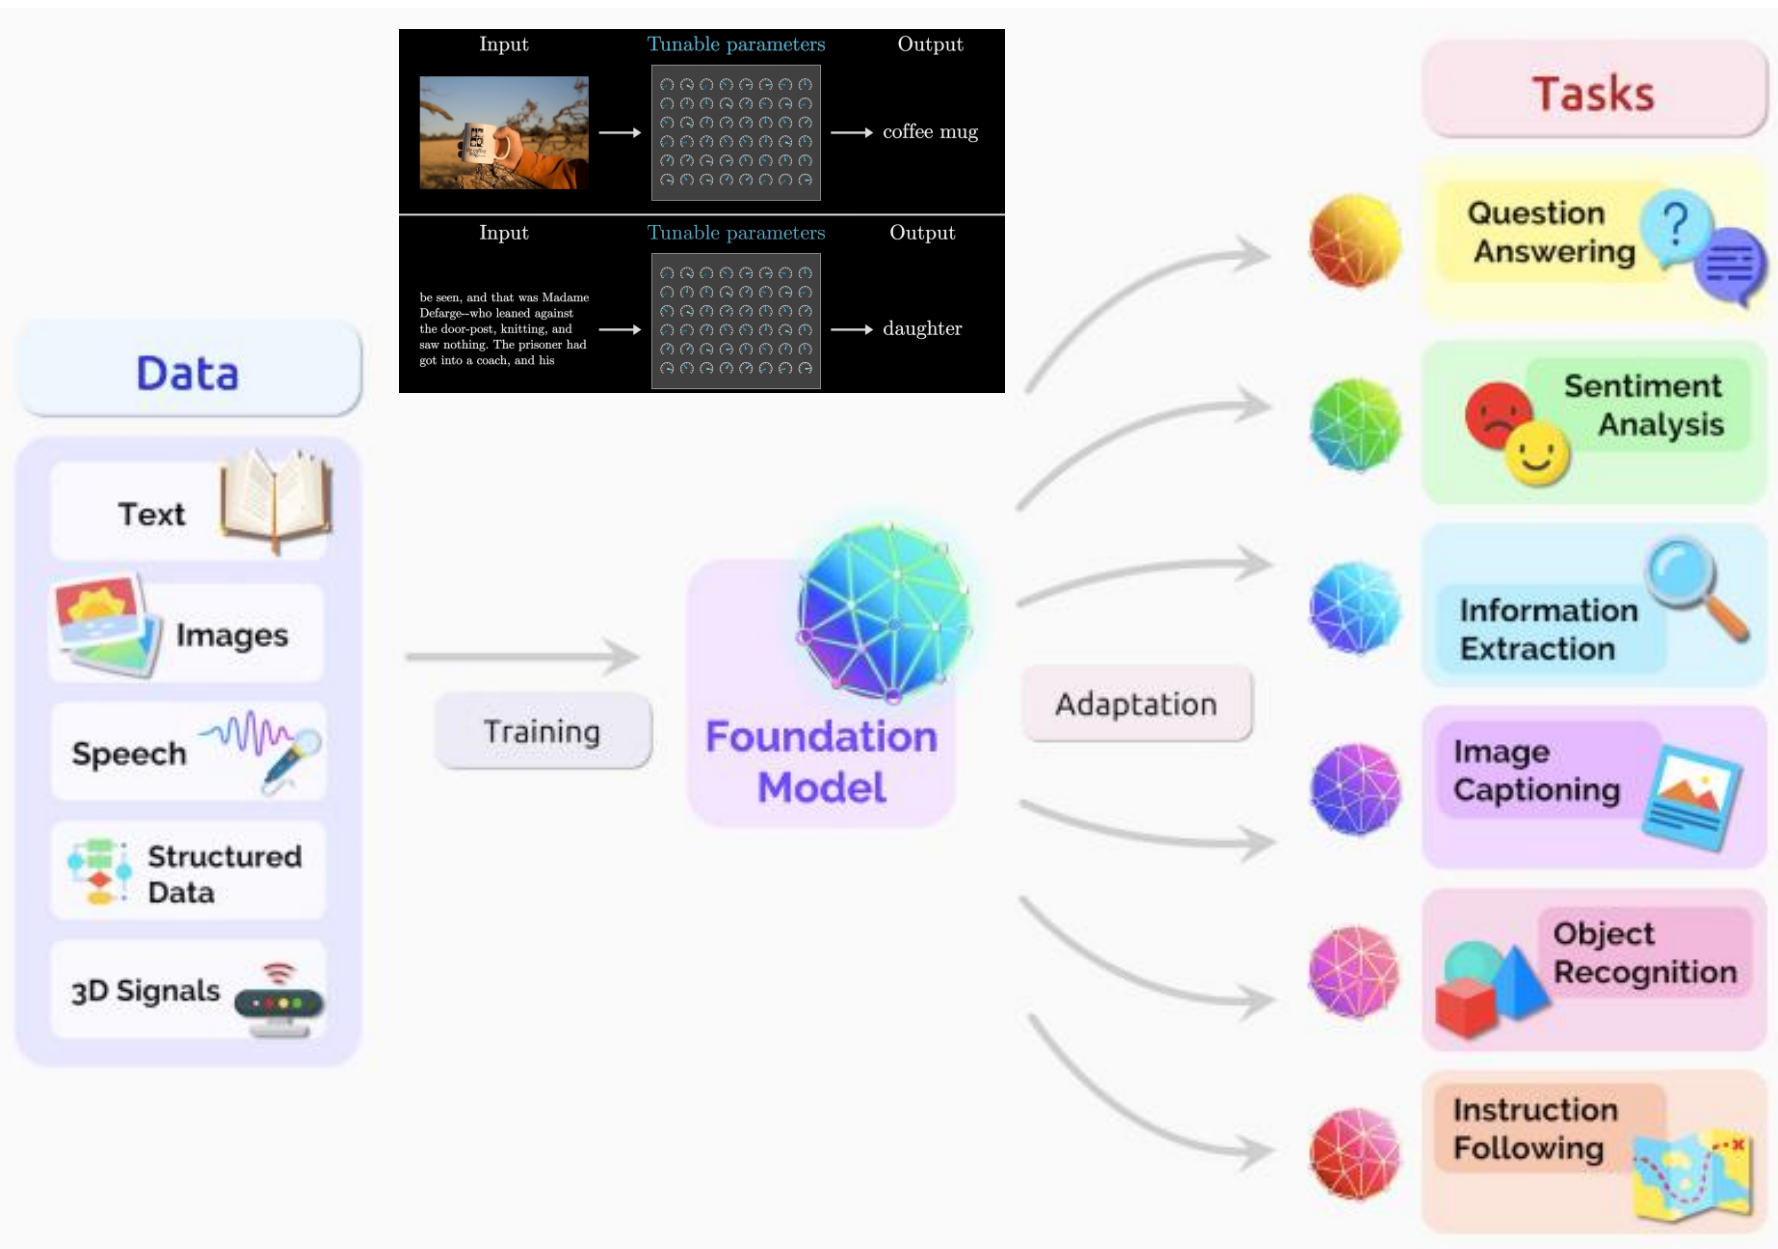 Input
Tunable parameters
Output
coffee mug
Input
Tunable parameters
Output
be seen, and that was Madame
Defarge–who leaned against
the door-post, knitting, and
saw nothing. The prisoner had
got into a coach, and his
daughter
Data
Text
Images
Speech
Structured
Data
3D Signals
Training
Foundation
Model
Adaptation
Tasks
Question
Answering
?
Sentiment
Analysis
Information
Extraction
Image
Captioning
Object
Recognition
Instruction
Following